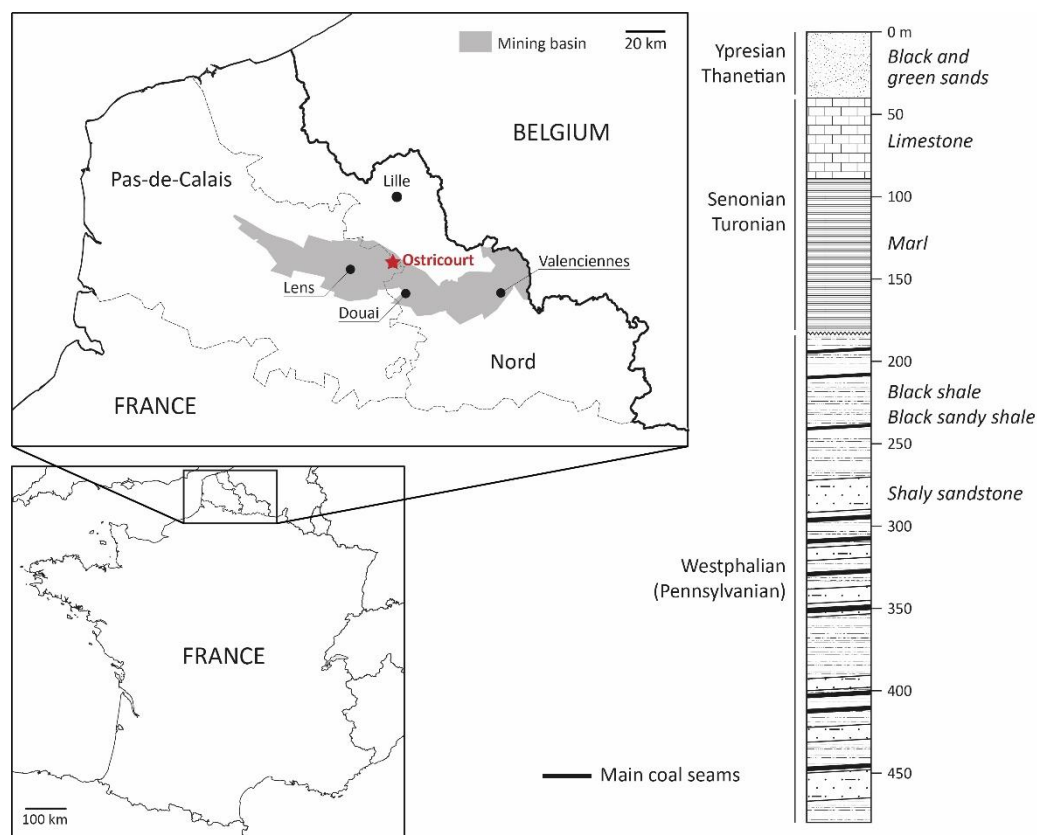 Mining basin
20 km
BELGIUM
Pas-de-Calais
Lille
Ostricourt
Valenciennes
Lens
Douai
Nord
FRANCE
FRANCE
100 km
Ypresian
Thanetian
Senonian
Turonian
Westphalian
(Pennsylvanian)
0 m
50
100
150
200
250
300
350
400
450
Black and
green sands
Limestone
Marl
Black shale
Black sandy shale
Shaly sandstone
Main coal seams